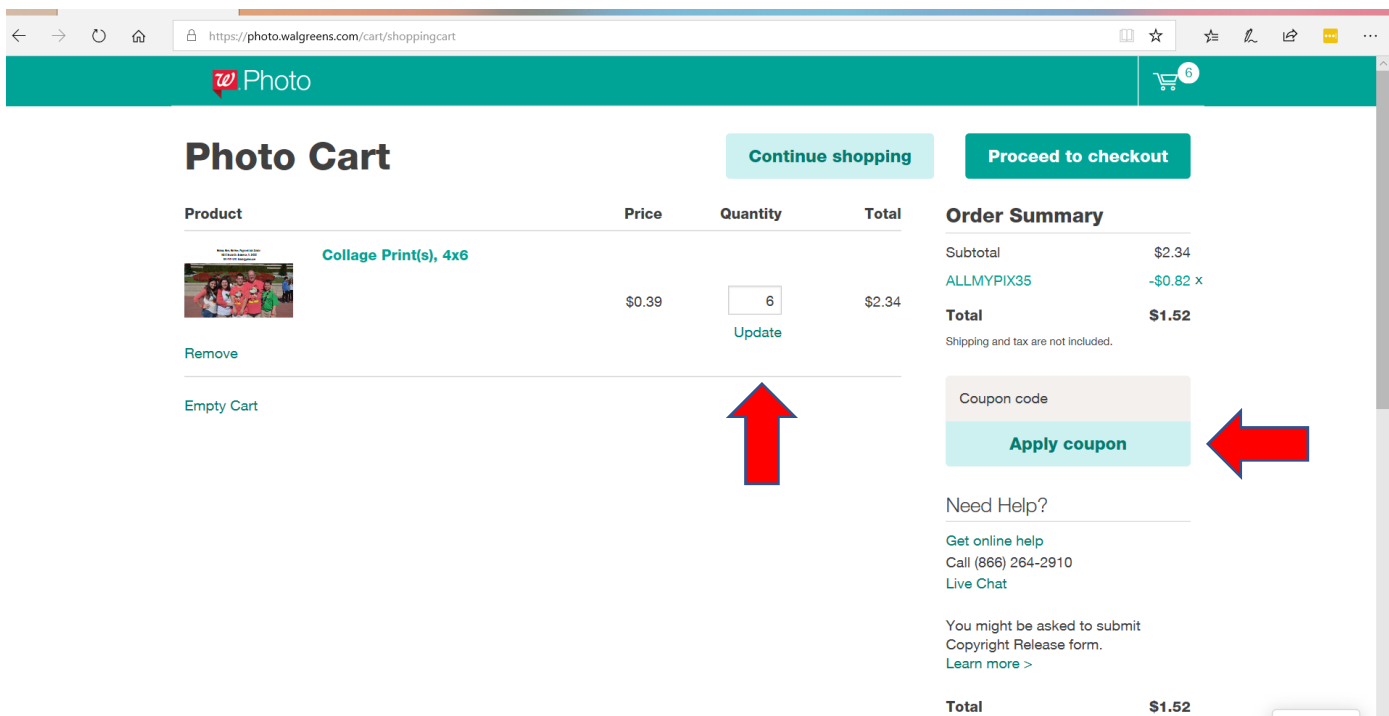 https://photo.walgreens.com/cart/shoppingcart
W Photo
6
Photo Cart
Continue shopping
Proceed to checkout
Product Price Quantity Total
Collage Print(s), 4x6
$0.39 6 $2.34
Update
Remove
Empty Cart
Order Summary
Subtotal $2.34
ALLMYPIX35 -$0.82 x
Total $1.52
Shipping and tax are not included.
Coupon code
Apply coupon
Need Help?
Get online help
Call (866) 264-2910
Live Chat
You might be asked to submit
Copyright Release form.
Learn more >
Total $1.52